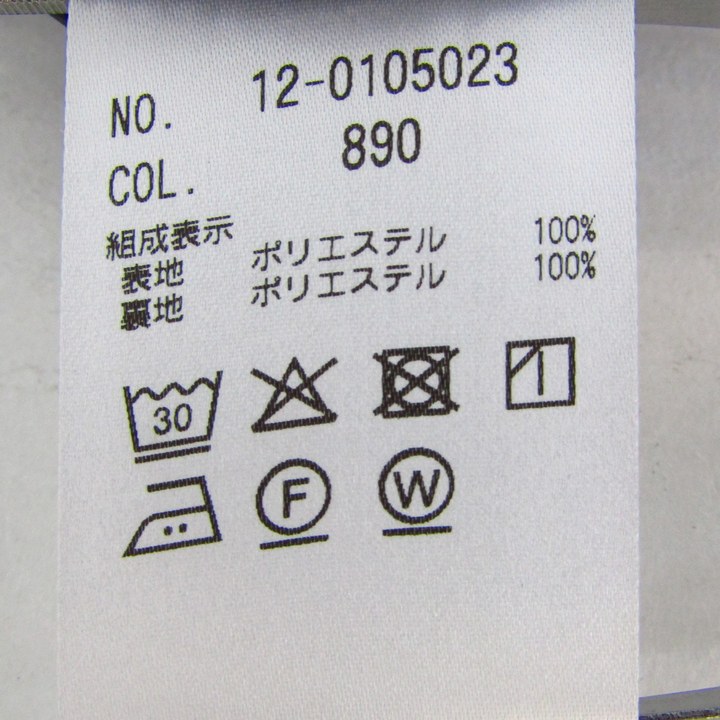 NO. 12-0105023
COL. 890
組成表示
表地 ポリエステル 100%
裏地 ポリエステル 100%
30
F W